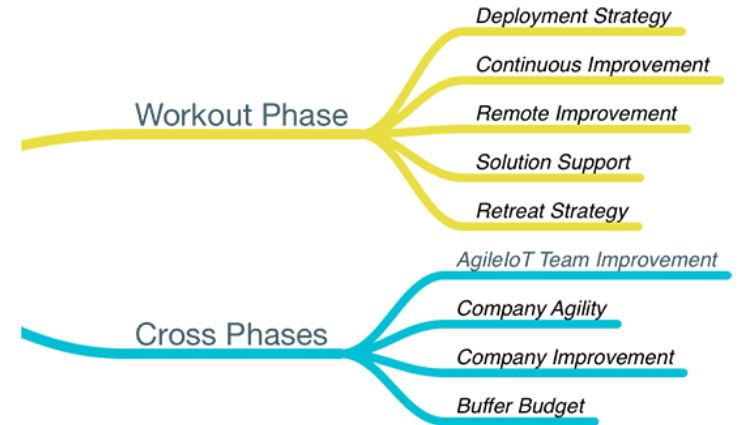 Deployment Strategy
Continuous Improvement
Workout Phase
Remote Improvement
Solution Support
Retreat Strategy
AgileIoT Team Improvement
Company Agility
Cross Phases
Company Improvement
Buffer Budget